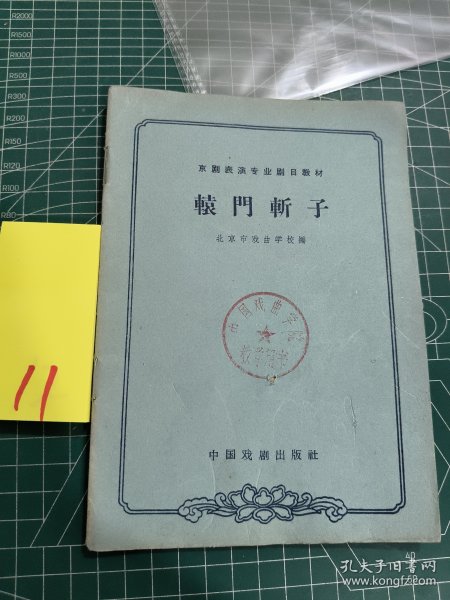 京剧表演专业剧目教材
轅門斬子
北京市戏曲学校编
中国戏曲学院
中国戏剧出版社
11
R2000
R1500
R1000
R500
R300
R200
R150
R100
R80
孔夫子旧书网
www.kongfz.com